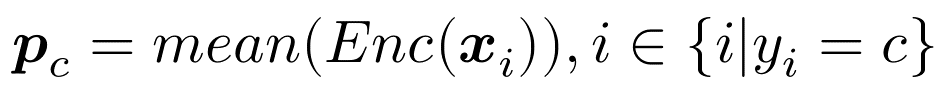 p_c = mean(Enc(x_i)), i ∈ {i|y_i = c}